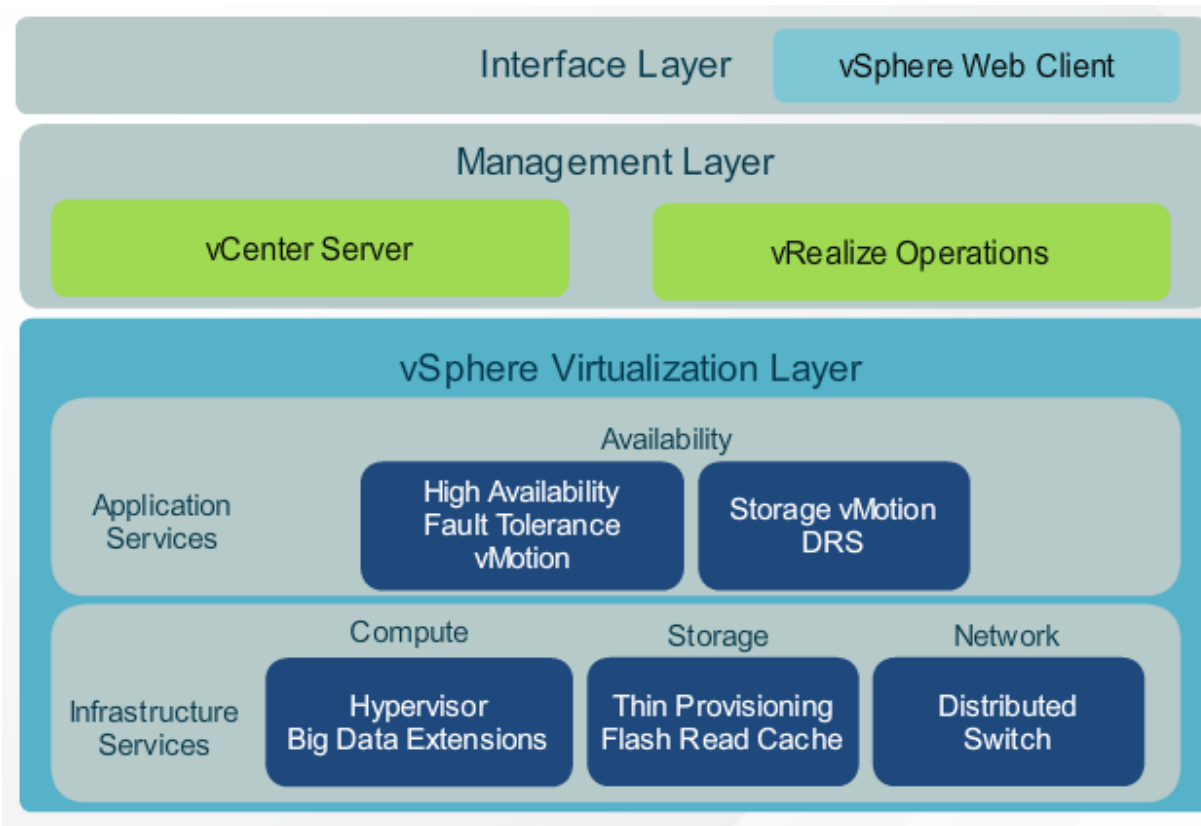 Interface Layer
vSphere Web Client
Management Layer
vCenter Server
vRealize Operations
vSphere Virtualization Layer
Availability
Application
Services
High Availability
Fault Tolerance
vMotion
Storage vMotion
DRS
Infrastructure
Services
Compute
Hypervisor
Big Data Extensions
Storage
Thin Provisioning
Flash Read Cache
Network
Distributed
Switch